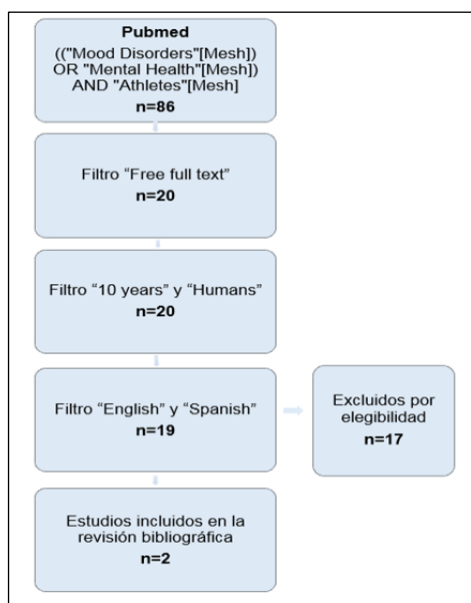 Pubmed
(("Mood Disorders"[Mesh])
OR "Mental Health"[Mesh])
AND "Athletes"[Mesh]
n=86
Filtro “Free full text”
n=20
Filtro “10 years” y “Humans”
n=20
Filtro “English” y “Spanish”
n=19
Excluidos por
elegibilidad
n=17
Estudios incluidos en la
revisión bibliográfica
n=2